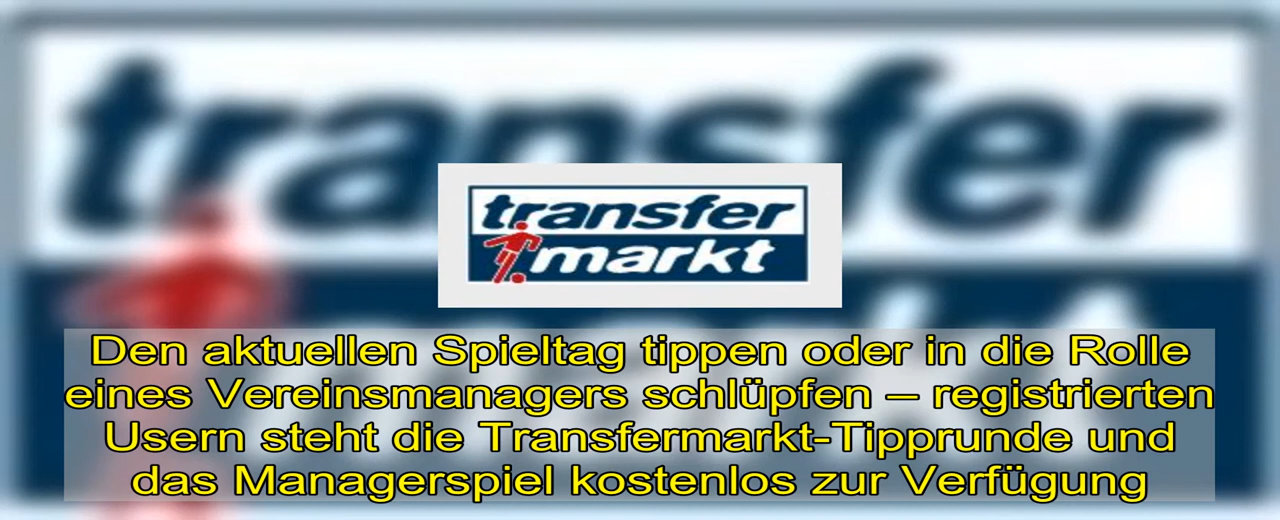 transfer
transfer
markt
Den aktuellen Spieltag tippen oder in die Rolle
eines Vereinsmanagers schlüpfen – registrierten
Usern steht die Transfermarkt-Tipprunde und
das Managerspiel kostenlos zur Verfügung